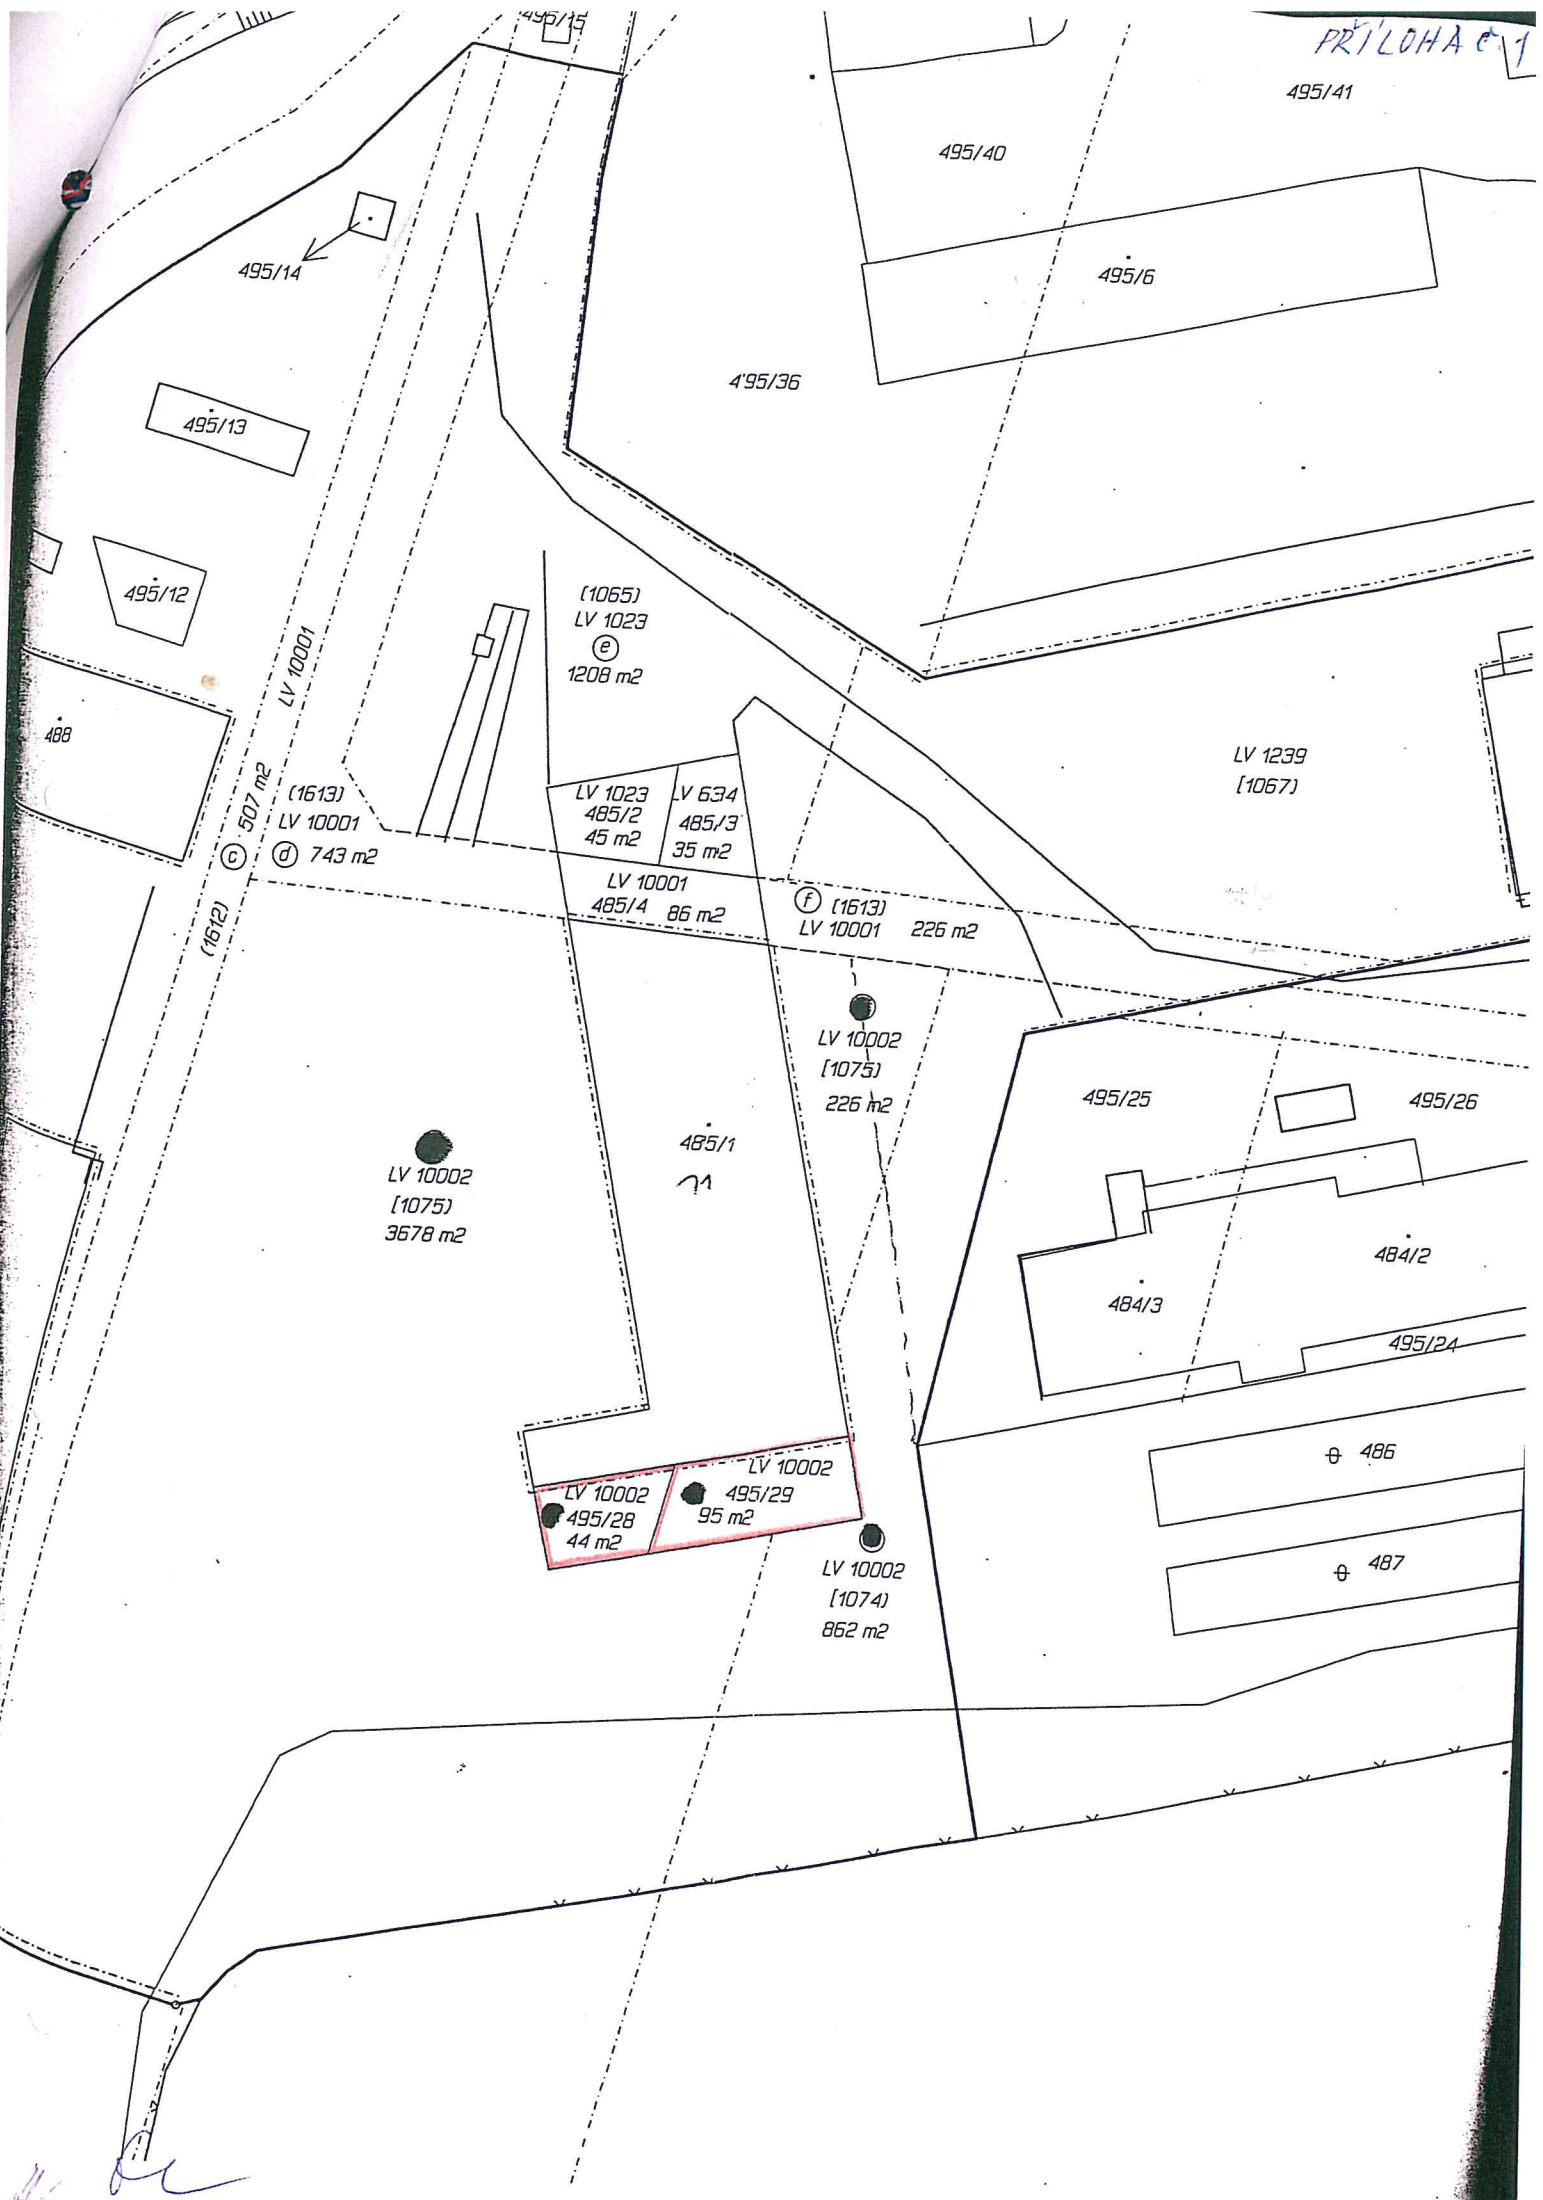 495/15
PŘÍLOHA č. 1
495/41
495/40
495/14
495/6
4'95/36
495/13
495/12
(1065)
LV 1023
e
1208 m2
LV 10001
488
LV 1239
(1067)
507 m2
c
(1612)
(1613)
LV 10001
d 743 m2
LV 1023
485/2
45 m2
LV 634
485/3
35 m2
LV 10001
485/4 86 m2
f (1613)
LV 10001 226 m2
LV 10002
(1075)
226 m2
495/25
495/26
485/1
LV 10002
(1075)
3678 m2
484/2
484/3
495/24
486
LV 10002
495/29
95 m2
LV 10002
495/28
44 m2
487
LV 10002
(1074)
862 m2